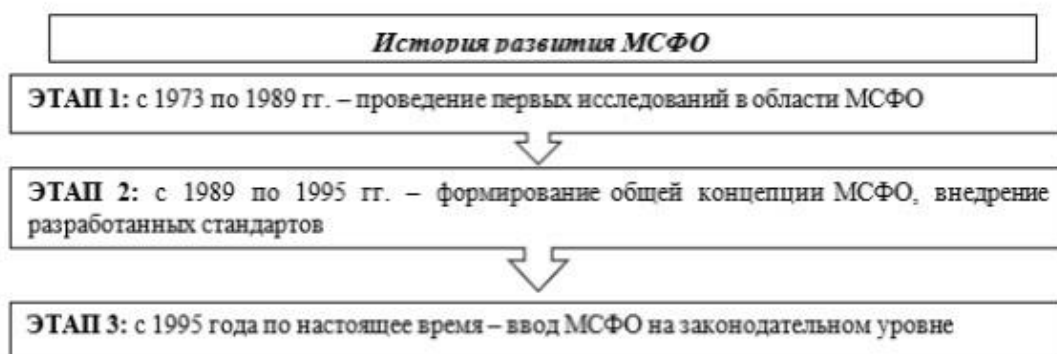 История развития МСФО
ЭТАП 1: с 1973 по 1989 гг. – проведение первых исследований в области МСФО
ЭТАП 2: с 1989 по 1995 гг. – формирование общей концепции МСФО, внедрение
разработанных стандартов
ЭТАП 3: с 1995 года по настоящее время – ввод МСФО на законодательном уровне